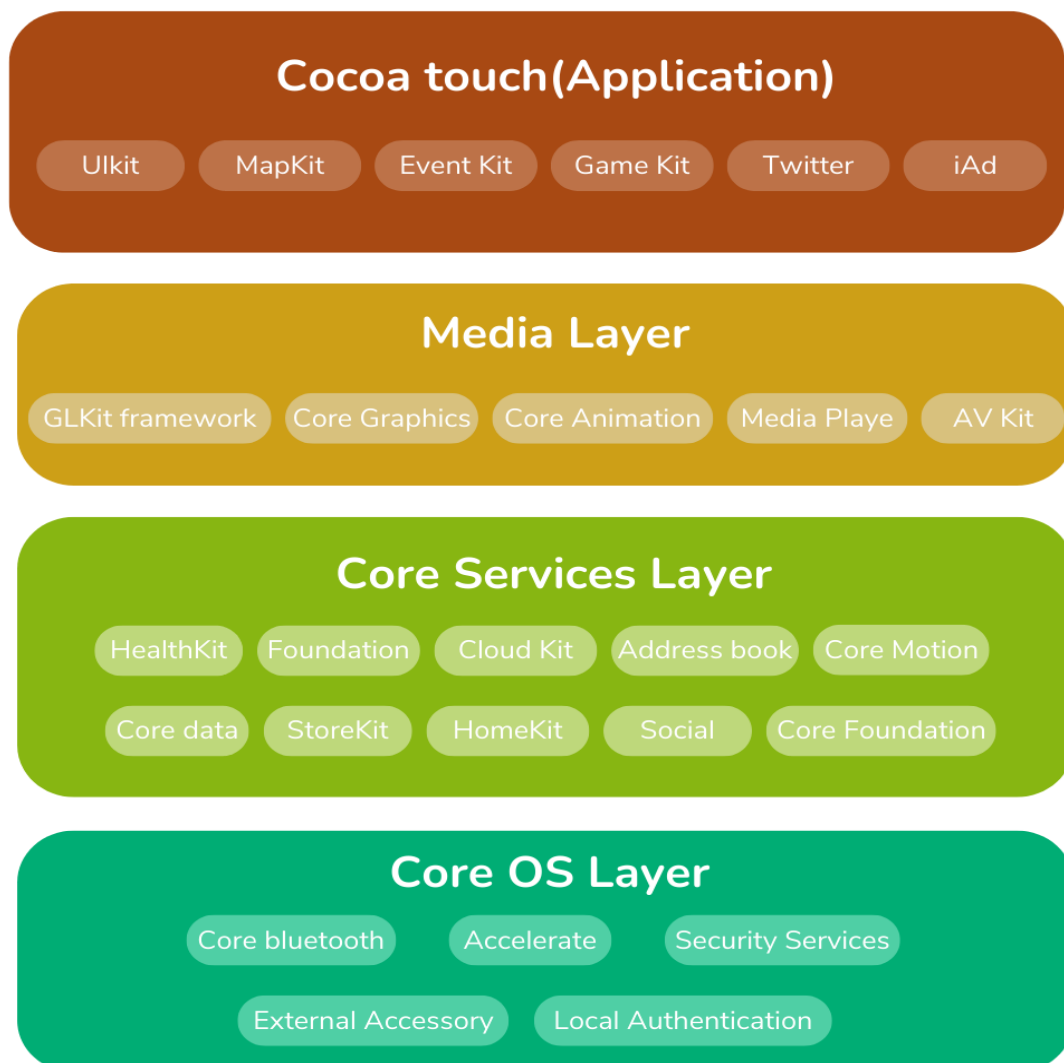 Cocoa touch(Application)
UIkit MapKit Event Kit Game Kit Twitter iAd
Media Layer
GLKit framework Core Graphics Core Animation Media Playe AV Kit
Core Services Layer
HealthKit Foundation Cloud Kit Address book Core Motion
Core data StoreKit HomeKit Social Core Foundation
Core OS Layer
Core bluetooth Accelerate Security Services
External Accessory Local Authentication